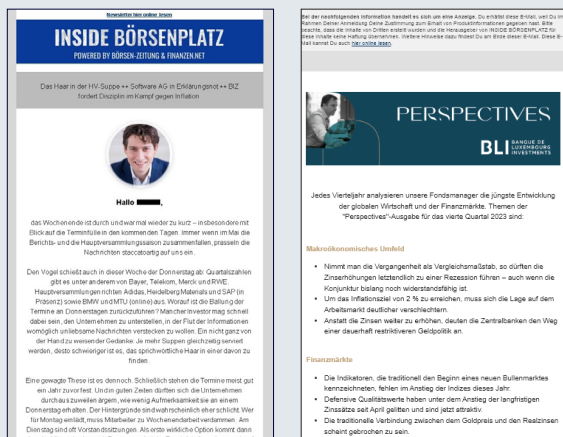 Newsletter hier online lesen
INSIDE BÖRSENPLATZ
POWERED BY BÖRSEN-ZEITUNG & FINANZEN.NET
Das Haar in der HV-Suppe ++ Software AG in Erklärungsnot ++ BIZ
fordert Disziplin im Kampf gegen Inflation
Hallo
das Wochenende ist durch und war mal wieder zu kurz – insbesondere mit
Blick auf die Terminfülle in den kommenden Tagen. Immer wenn im Mai die
Berichts- und die Hauptversammlungssaison zusammenfallen, prasseln die
Nachrichten staccatoartig auf uns ein.
Den Vogel schießt auch in dieser Woche der Donnerstag ab: Quartalszahlen
gibt es unter anderem von Bayer, Telekom, Merck und RWE.
Hauptversammlungen richten Adidas, Heidelberg Materials und SAP (in
Präsenz) sowie BMW und MTU (online) aus. Worauf ist die Ballung der
Termine an Donnerstagen zurückzuführen? Mancher Investor mag schnell
dabei sein, den Unternehmen zu unterstellen, in der Flut der Informationen
womöglich unliebsame Nachrichten verstecken zu wollen. Ein nicht ganz von
der Hand zu weisender Gedanke: Je mehr Suppen gleichzeitig serviert
werden, desto schwieriger ist es, das sprichwörtliche Haar in einer davon zu
finden.
Eine gewagte These ist es dennoch. Schließlich stehen die Termine meist gut
ein Jahr zuvor fest. Und in guten Zeiten dürften sich die Unternehmen
durchaus zuweilen ärgern, wie wenig Aufmerksamkeit sie an einem
Donnerstag erhalten. Der Hintergründe sind wahrscheinlich eher schlicht. Wer
für Montag einlädt, muss Mitarbeiter zu Wochenendarbeit verdammen. Am
Dienstag sind oft Vorstandssitzungen. Als erste wirkliche Option kommt dann
Bei der nachfolgenden Information handelt es sich um eine Anzeige. Du erhältst diese E-Mail, weil Du im
Rahmen Deiner Anmeldung Deine Zustimmung zum Erhalt von Produktinformationen gegeben hast. Bitte
beachte, dass die Inhalte von Dritten erstellt wurden und die Herausgeber von INSIDE BÖRSENPLATZ für
diese Inhalte keine Haftung übernehmen. Weitere Hinweise dazu findest Du am Ende dieser E-Mail. Diese E-
Mail kannst Du auch hier online lesen.
PERSPECTIVES
BLI BANQUE DE
LUXEMBOURG
INVESTMENTS
Jedes Vierteljahr analysieren unsere Fondsmanager die jüngste Entwicklung
der globalen Wirtschaft und der Finanzmärkte. Themen der
"Perspectives"-Ausgabe für das vierte Quartal 2023 sind:
Makroökonomisches Umfeld
• Nimmt man die Vergangenheit als Vergleichsmaßstab, so dürften die
Zinserhöhungen letztendlich zu einer Rezession führen – auch wenn die
Konjunktur bislang noch widerstandsfähig ist.
• Um das Inflationsziel von 2 % zu erreichen, muss sich die Lage auf dem
Arbeitsmarkt deutlicher verschlechtern.
• Anstatt die Zinsen weiter zu erhöhen, deuten die Zentralbanken den Weg
einer dauerhaft restriktiveren Geldpolitik an.
Finanzmärkte
• Die Indikatoren, die traditionell den Beginn eines neuen Bullenmarktes
kennzeichneten, fehlen im Anstieg der Indizes dieses Jahr.
• Defensive Qualitätswerte haben unter dem Anstieg der langfristigen
Zinssätze seit April gelitten und sind jetzt attraktiv.
• Die traditionelle Verbindung zwischen dem Goldpreis und den Realzinsen
scheint gebrochen zu sein.